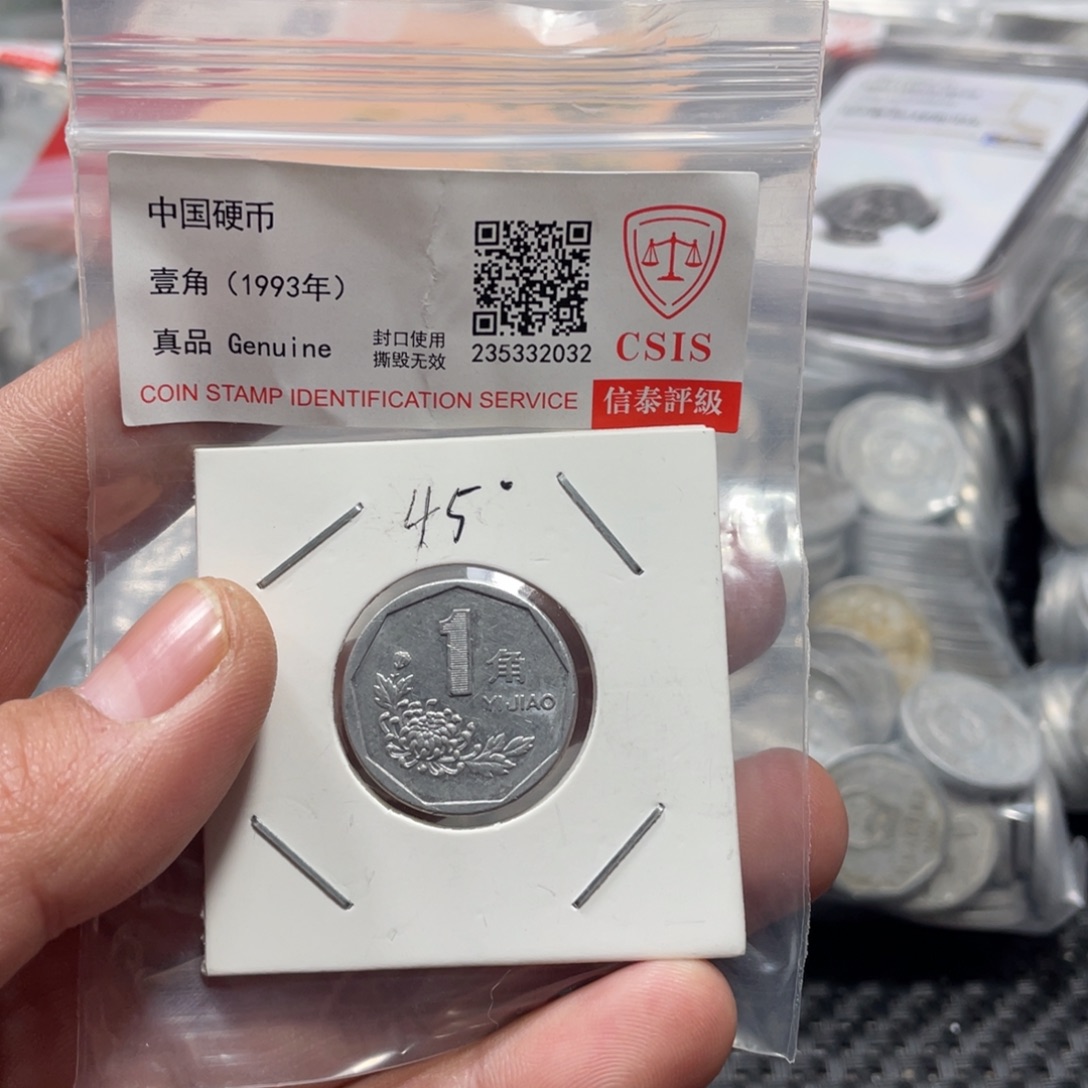 中国硬币
壹角（1993年）
真品 Genuine
封口使用
撕毁无效
235332032
CSIS
COIN STAMP IDENTIFICATION SERVICE
信泰評級
45°
1角
YI JIAO